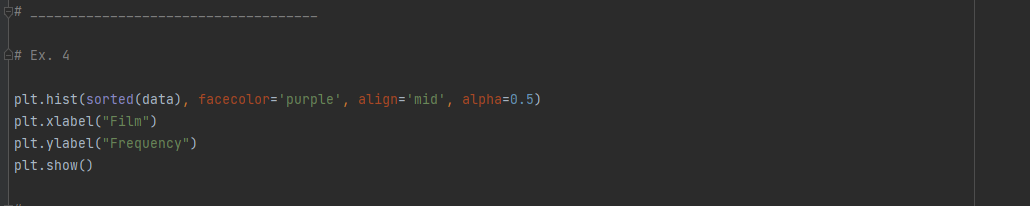 # ____________________________________
# Ex. 4
plt.hist(sorted(data), facecolor='purple', align='mid', alpha=0.5)
plt.xlabel("Film")
plt.ylabel("Frequency")
plt.show()
#